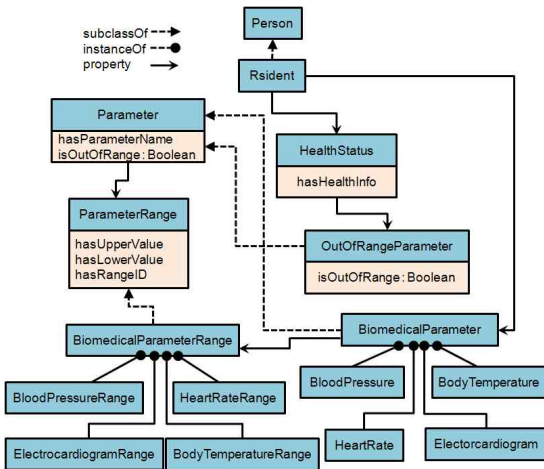 Person
subclassOf
instanceOf
property
Rsident
Parameter
hasParameterName
isOutOfRange: Boolean
HealthStatus
hasHealthInfo
ParameterRange
hasUpperValue
hasLowerValue
hasRangeID
OutOfRangeParameter
isOutOfRange: Boolean
BiomedicalParameterRange
BiomedicalParameter
BloodPressureRange
HeartRateRange
BloodPressure
BodyTemperature
ElectrocardiogramRange
BodyTemperatureRange
HeartRate
Electorcardiogram